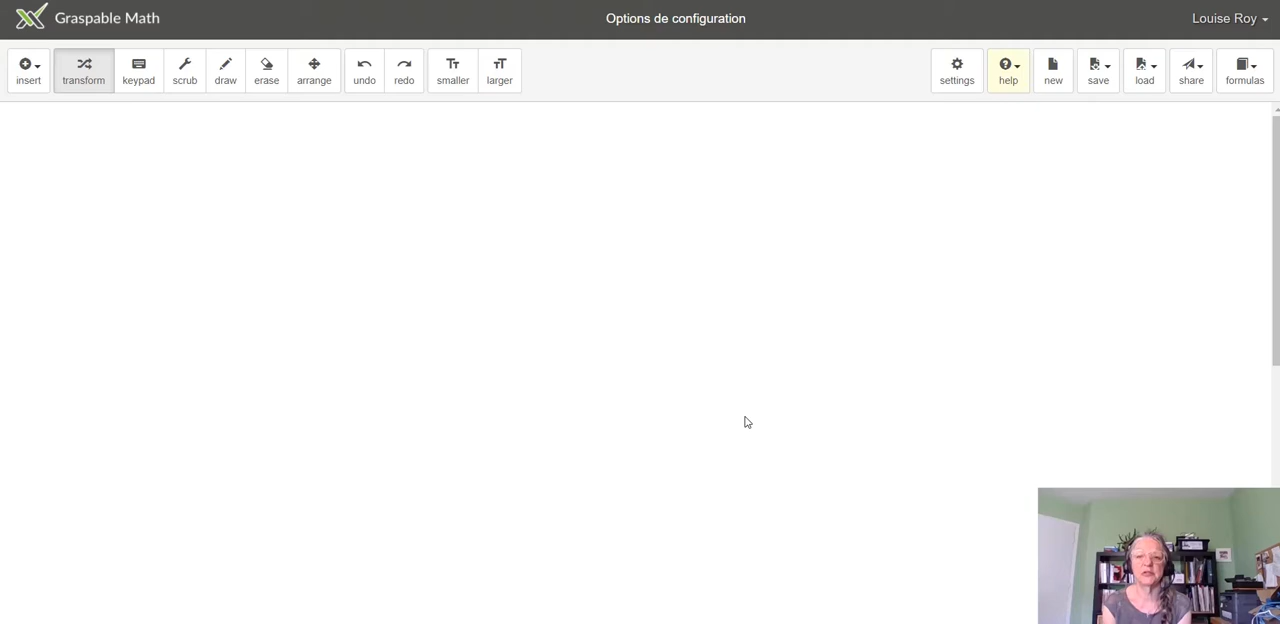 Graspable Math
Options de configuration
Louise Roy
insert
transform
keypad
scrub
draw
erase
arrange
undo
redo
smaller
larger
settings
help
new
save
load
share
formulas